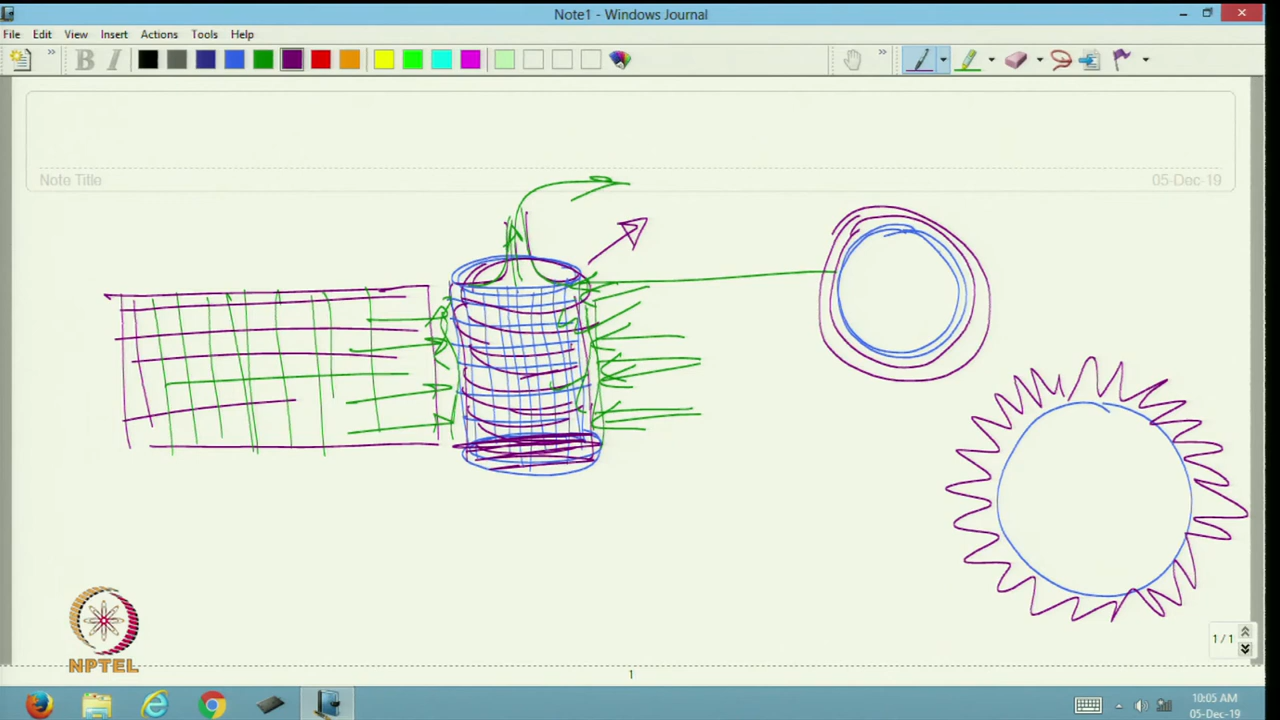 Note1 - Windows Journal
File Edit View Insert Actions Tools Help
B I
Note Title
05-Dec-19
1 / 1
NPTEL
1
10:05 AM
05-Dec-19